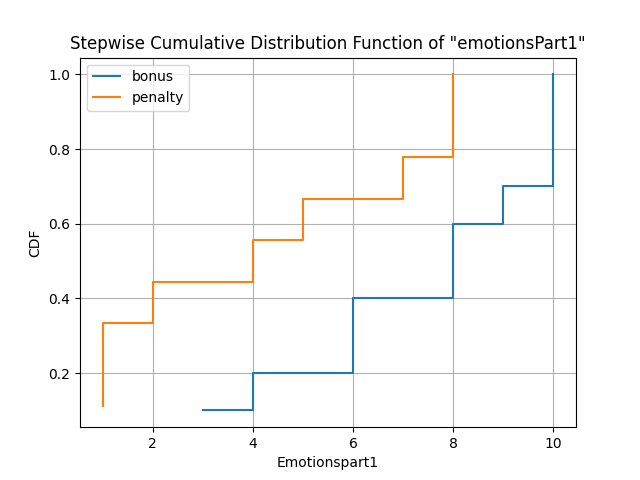 Stepwise Cumulative Distribution Function of "emotionsPart1"
bonus
penalty
1.0
0.8
0.6
0.4
0.2
CDF
2 4 6 8 10
Emotionspart1